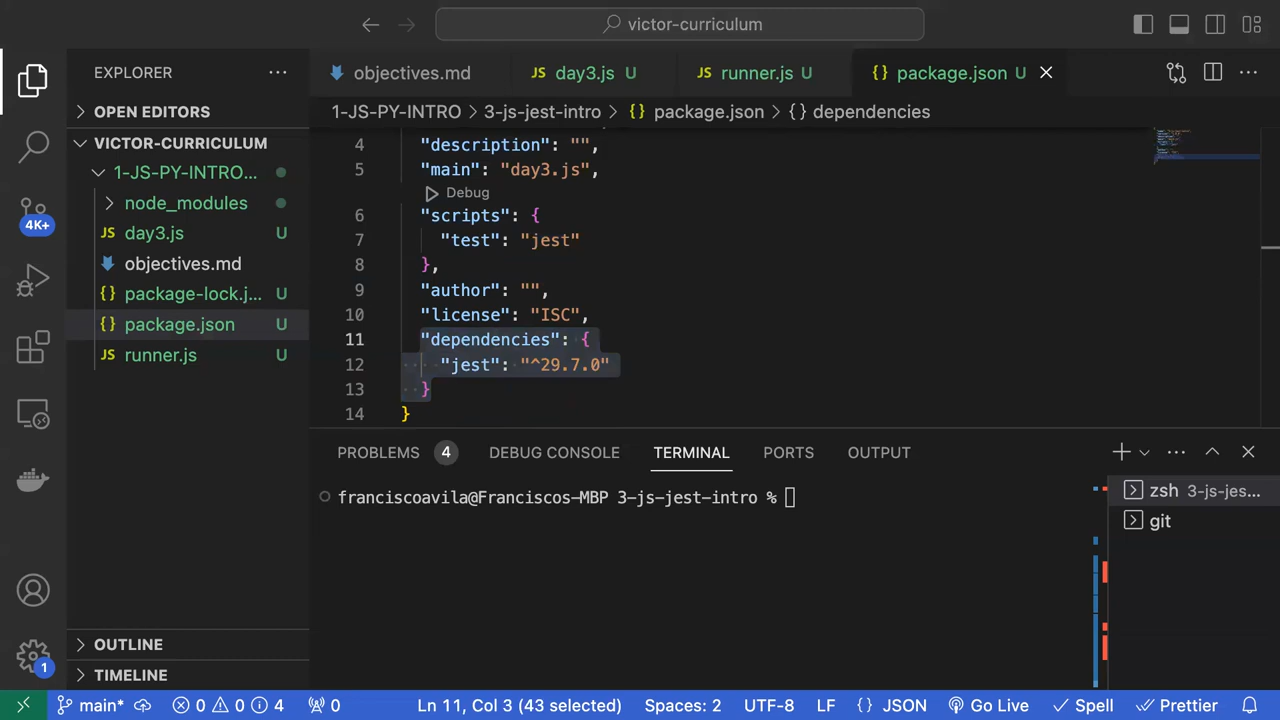 victor-curriculum
EXPLORER
objectives.md
JS day3.js U
JS runner.js U
{} package.json U
OPEN EDITORS
1-JS-PY-INTRO > 3-js-jest-intro > {} package.json > {} dependencies
VICTOR-CURRICULUM
1-JS-PY-INTRO...
node_modules
JS day3.js U
objectives.md
{} package-lock.j... U
{} package.json U
JS runner.js U
4K+
4 "description": "",
5 "main": "day3.js",
Debug
6 "scripts": {
7 "test": "jest"
8 },
9 "author": "",
10 "license": "ISC",
11 "dependencies": {
12 "jest": "^29.7.0"
13 }
14 }
PROBLEMS 4 DEBUG CONSOLE TERMINAL PORTS OUTPUT
franciscoavila@Franciscos-MBP 3-js-jest-intro %
zsh 3-js-jes...
git
OUTLINE
TIMELINE
1
main* 0 0 4 0 Ln 11, Col 3 (43 selected) Spaces: 2 UTF-8 LF {} JSON Go Live Spell Prettier